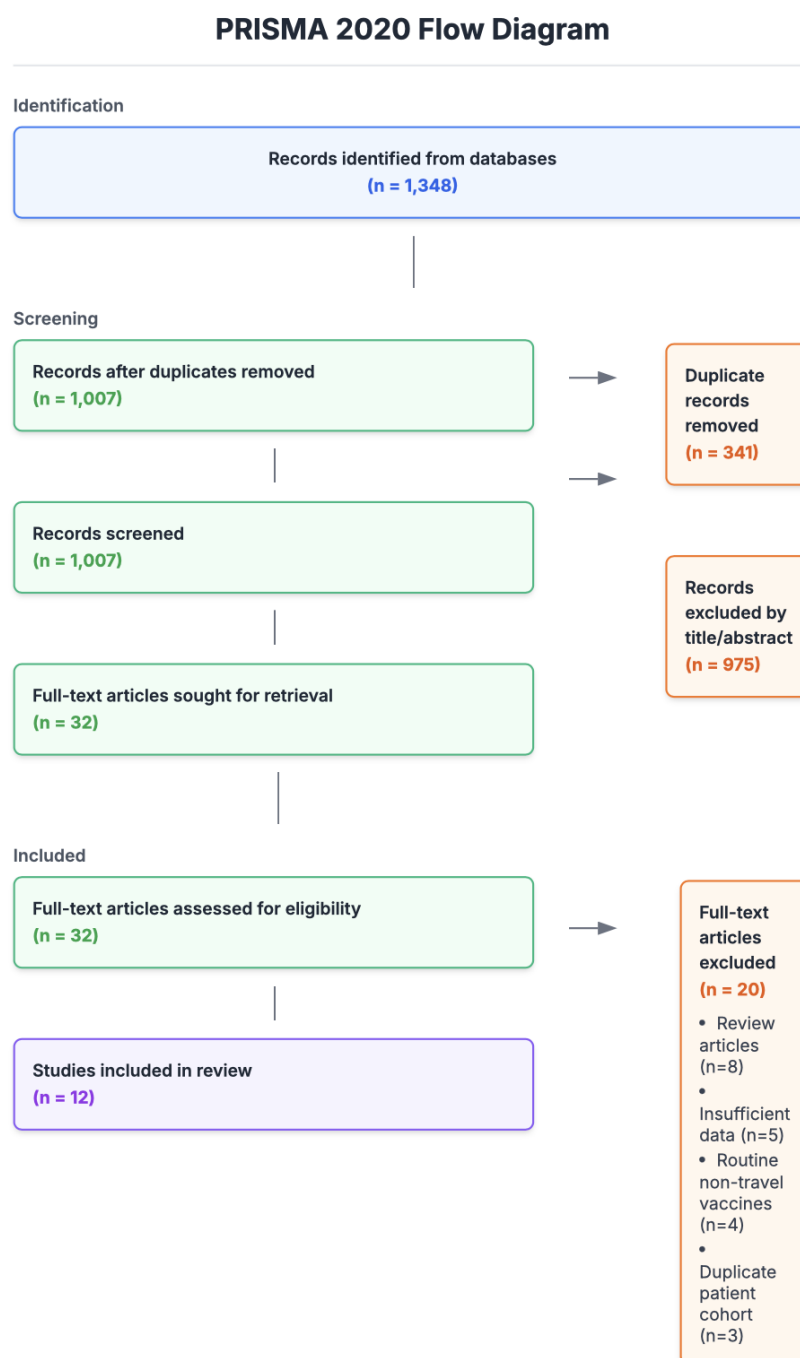 PRISMA 2020 Flow Diagram
Identification
Records identified from databases
(n = 1,348)
Screening
Records after duplicates removed
(n = 1,007)
Duplicate
records
removed
(n = 341)
Records screened
(n = 1,007)
Records
excluded by
title/abstract
(n = 975)
Full-text articles sought for retrieval
(n = 32)
Included
Full-text articles assessed for eligibility
(n = 32)
Full-text
articles
excluded
(n = 20)
• Review
articles
(n=8)
•
Insufficient
data (n=5)
• Routine
non-travel
vaccines
(n=4)
•
Duplicate
patient
cohort
(n=3)
Studies included in review
(n = 12)